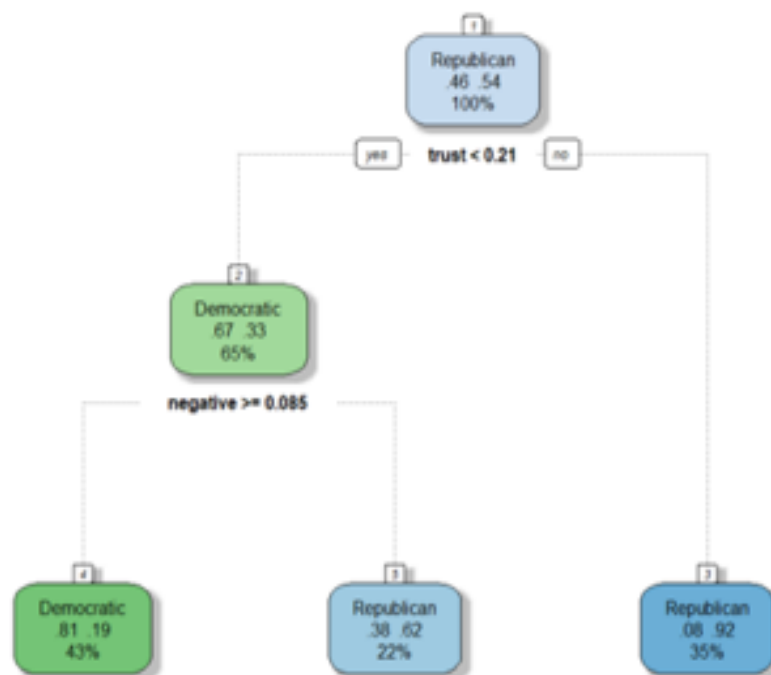 1
Republican
.46 .54
100%
yes trust < 0.21 no
2
Democratic
.67 .33
65%
negative >= 0.085
4
Democratic
.81 .19
43%
5
Republican
.38 .62
22%
3
Republican
.08 .92
35%